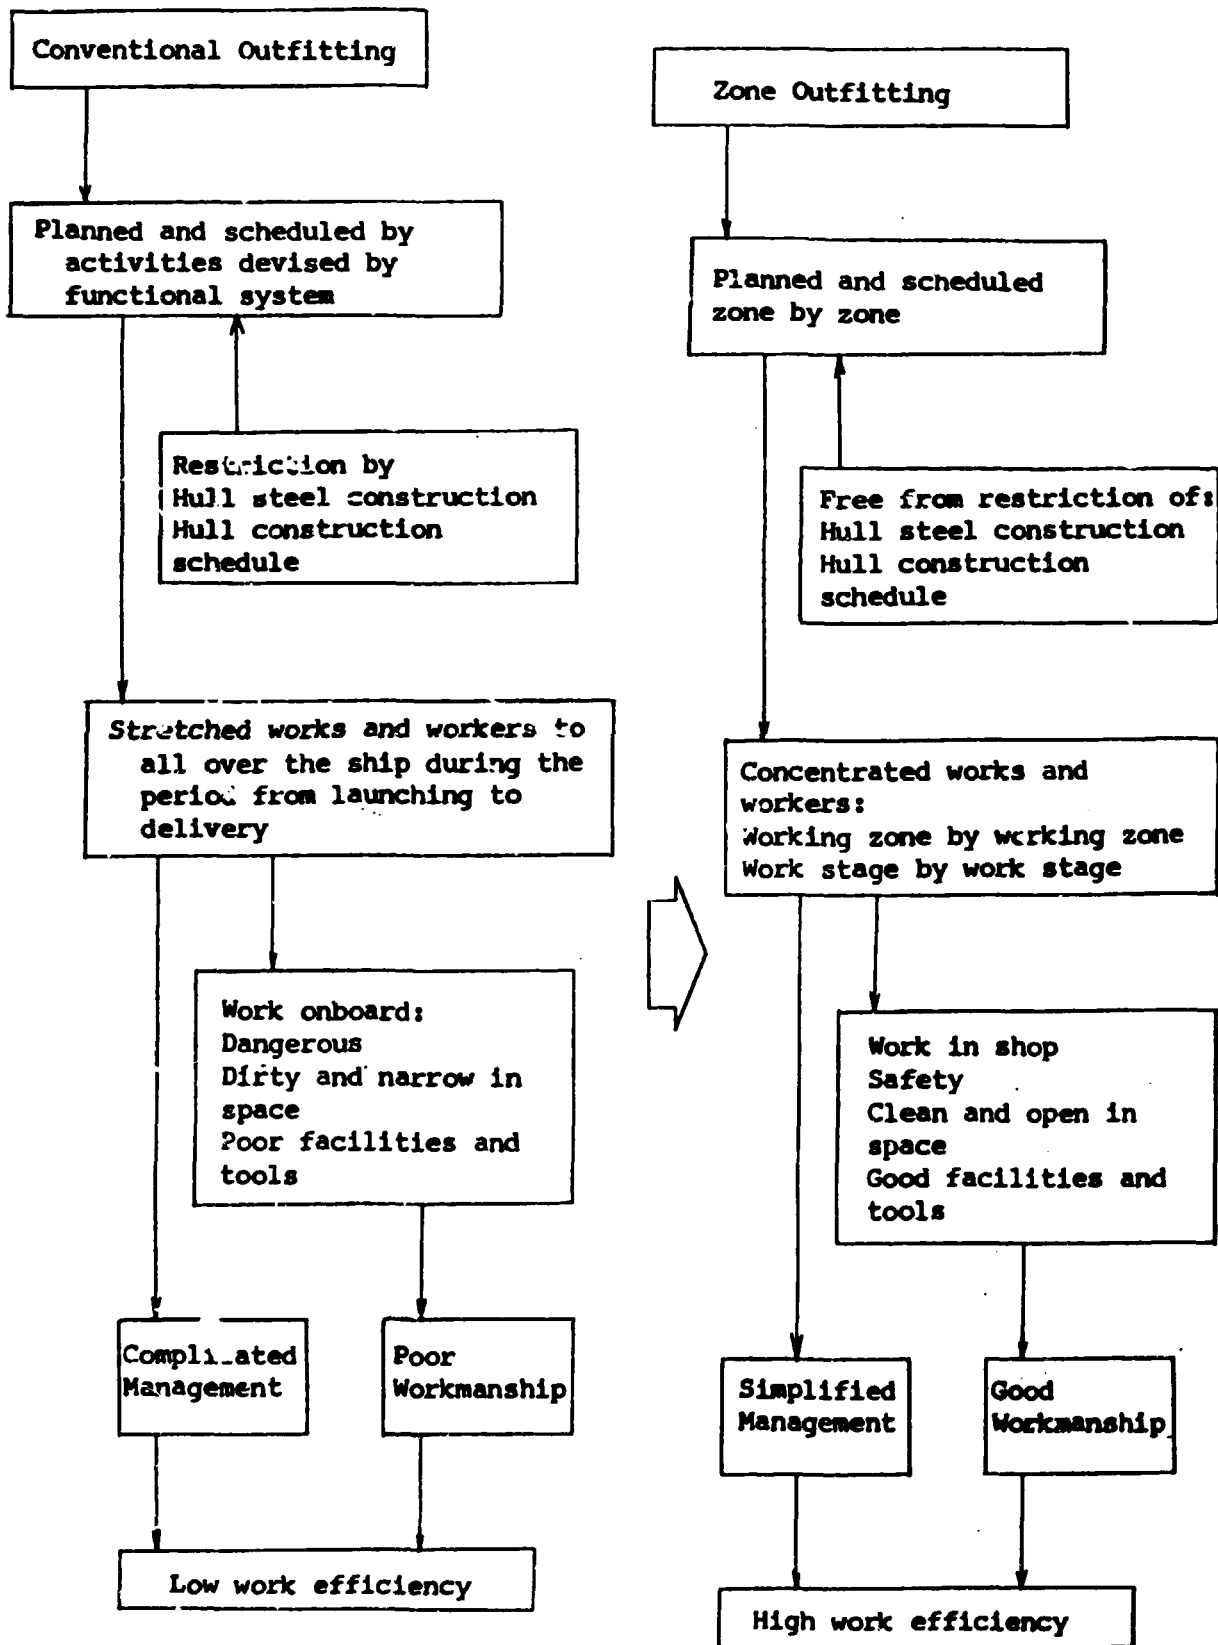 Conventional Outfitting
Planned and scheduled by
activities devised by
functional system
Restriction by
Hull steel construction
Hull construction
schedule
Stretched works and workers to
all over the ship during the
period from launching to
delivery
Work onboard:
Dangerous
Dirty and narrow in
space
Poor facilities and
tools
Complicated
Management
Poor
Workmanship
Low work efficiency
Zone Outfitting
Planned and scheduled
zone by zone
Free from restriction of:
Hull steel construction
Hull construction
schedule
Concentrated works and
workers:
Working zone by working zone
Work stage by work stage
Work in shop
Safety
Clean and open in
space
Good facilities and
tools
Simplified
Management
Good
Workmanship
High work efficiency